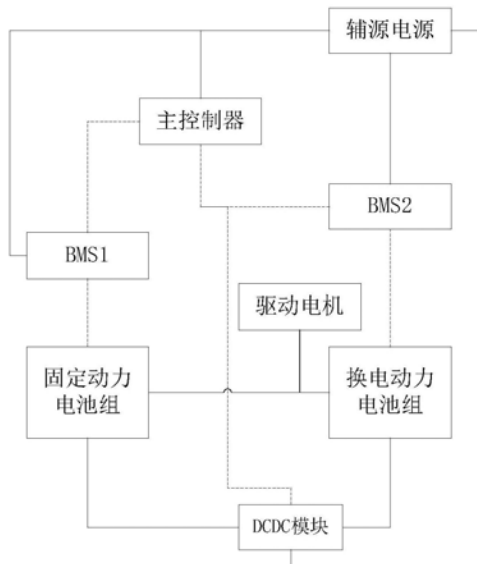 辅源电源
主控制器
BMS2
BMS1
驱动电机
固定动力
电池组
换电动力
电池组
DCDC模块